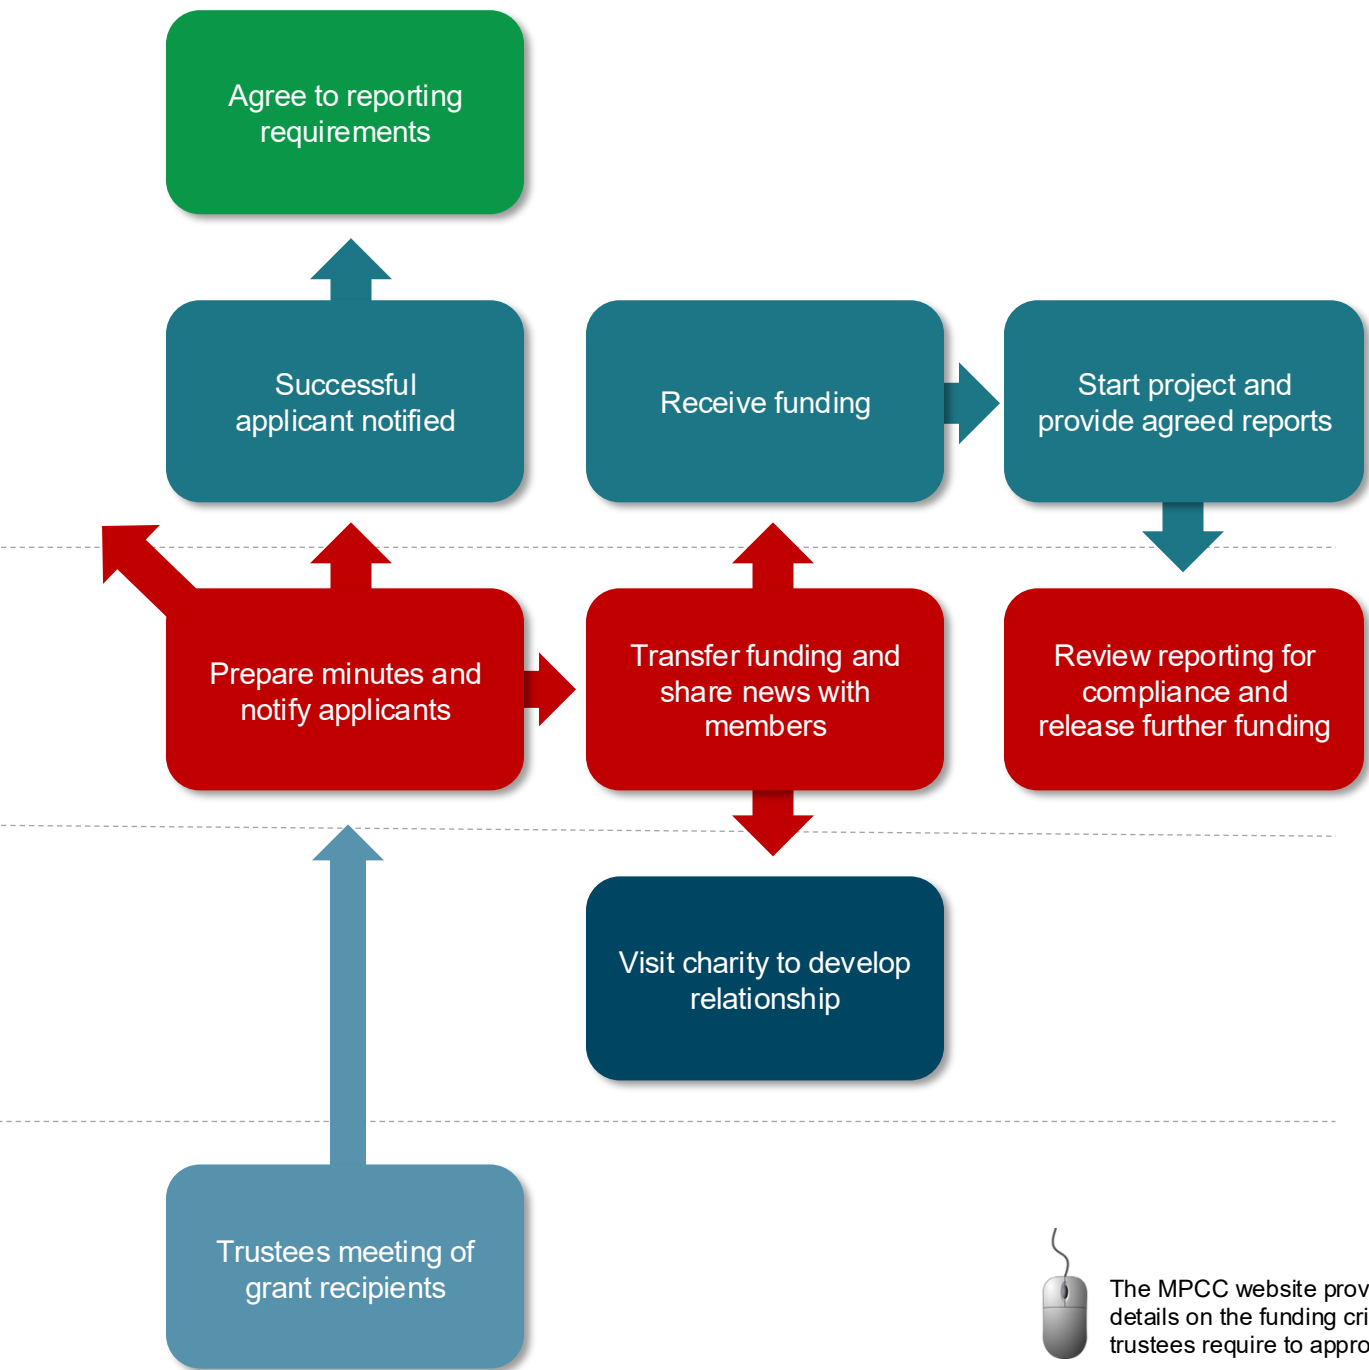 Agree to reporting
requirements
Successful
applicant notified
Receive funding
Start project and
provide agreed reports
Prepare minutes and
notify applicants
Transfer funding and
share news with
members
Review reporting for
compliance and
release further funding
Visit charity to develop
relationship
Trustees meeting of
grant recipients
The MPCC website prov
details on the funding cri
trustees require to appro